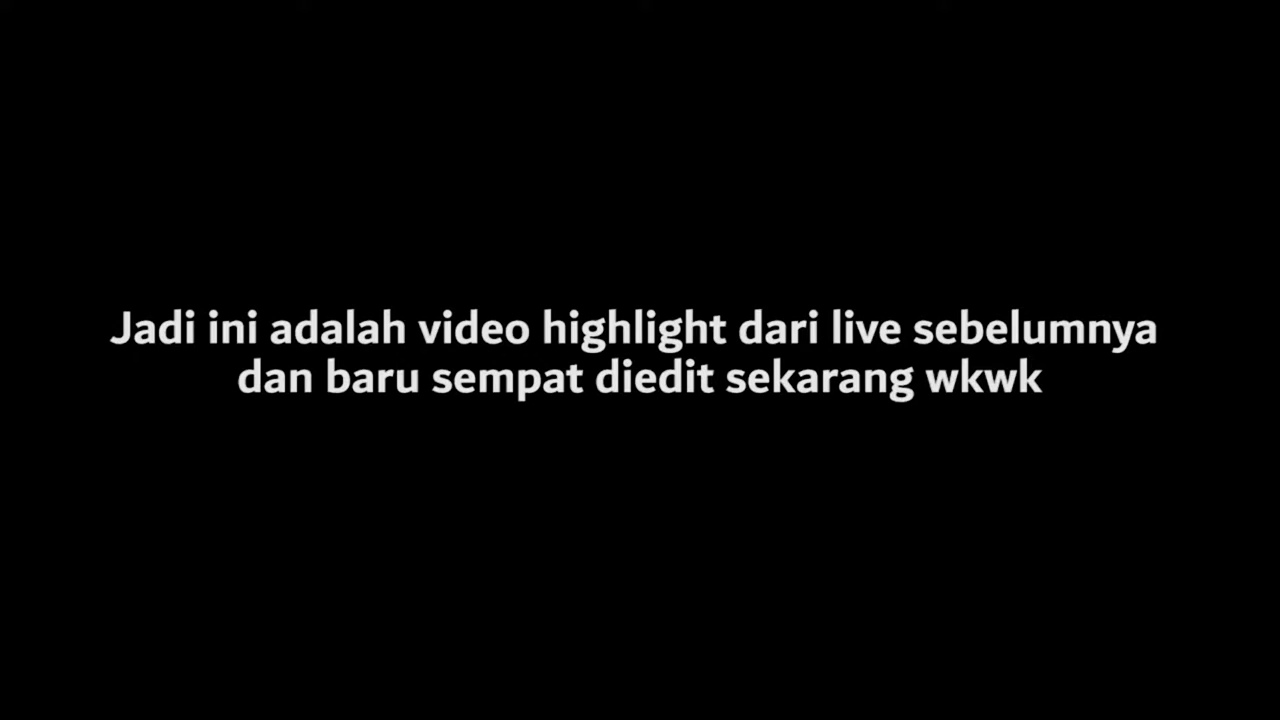 Jadi ini adalah video highlight dari live sebelumnya
dan baru sempat diedit sekarang wkwk